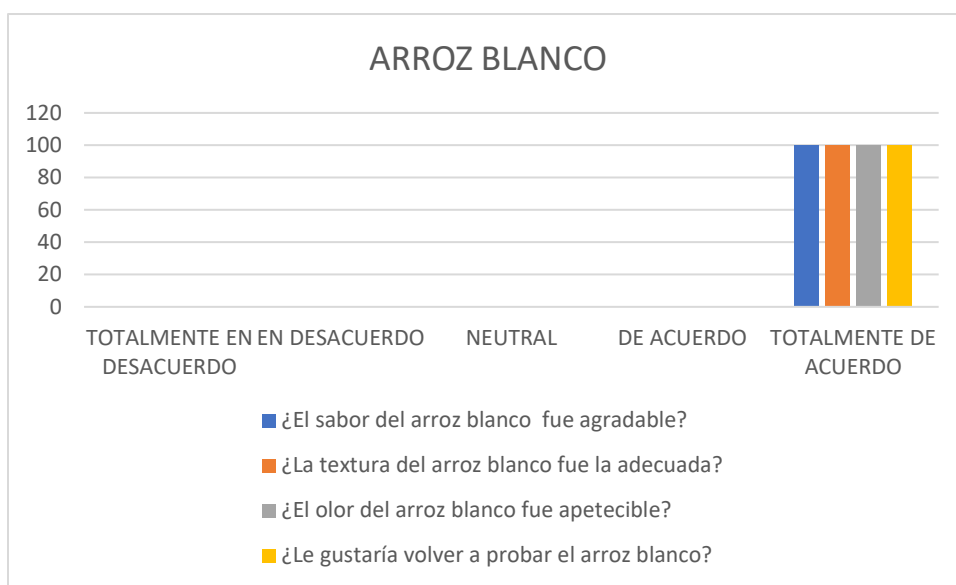 ARROZ BLANCO
120
100
80
60
40
20
0
TOTALMENTE EN EN DESACUERDO NEUTRAL DE ACUERDO TOTALMENTE DE
DESACUERDO ACUERDO
¿El sabor del arroz blanco  fue agradable?
¿La textura del arroz blanco fue la adecuada?
¿El olor del arroz blanco fue apetecible?
¿Le gustaría volver a probar el arroz blanco?